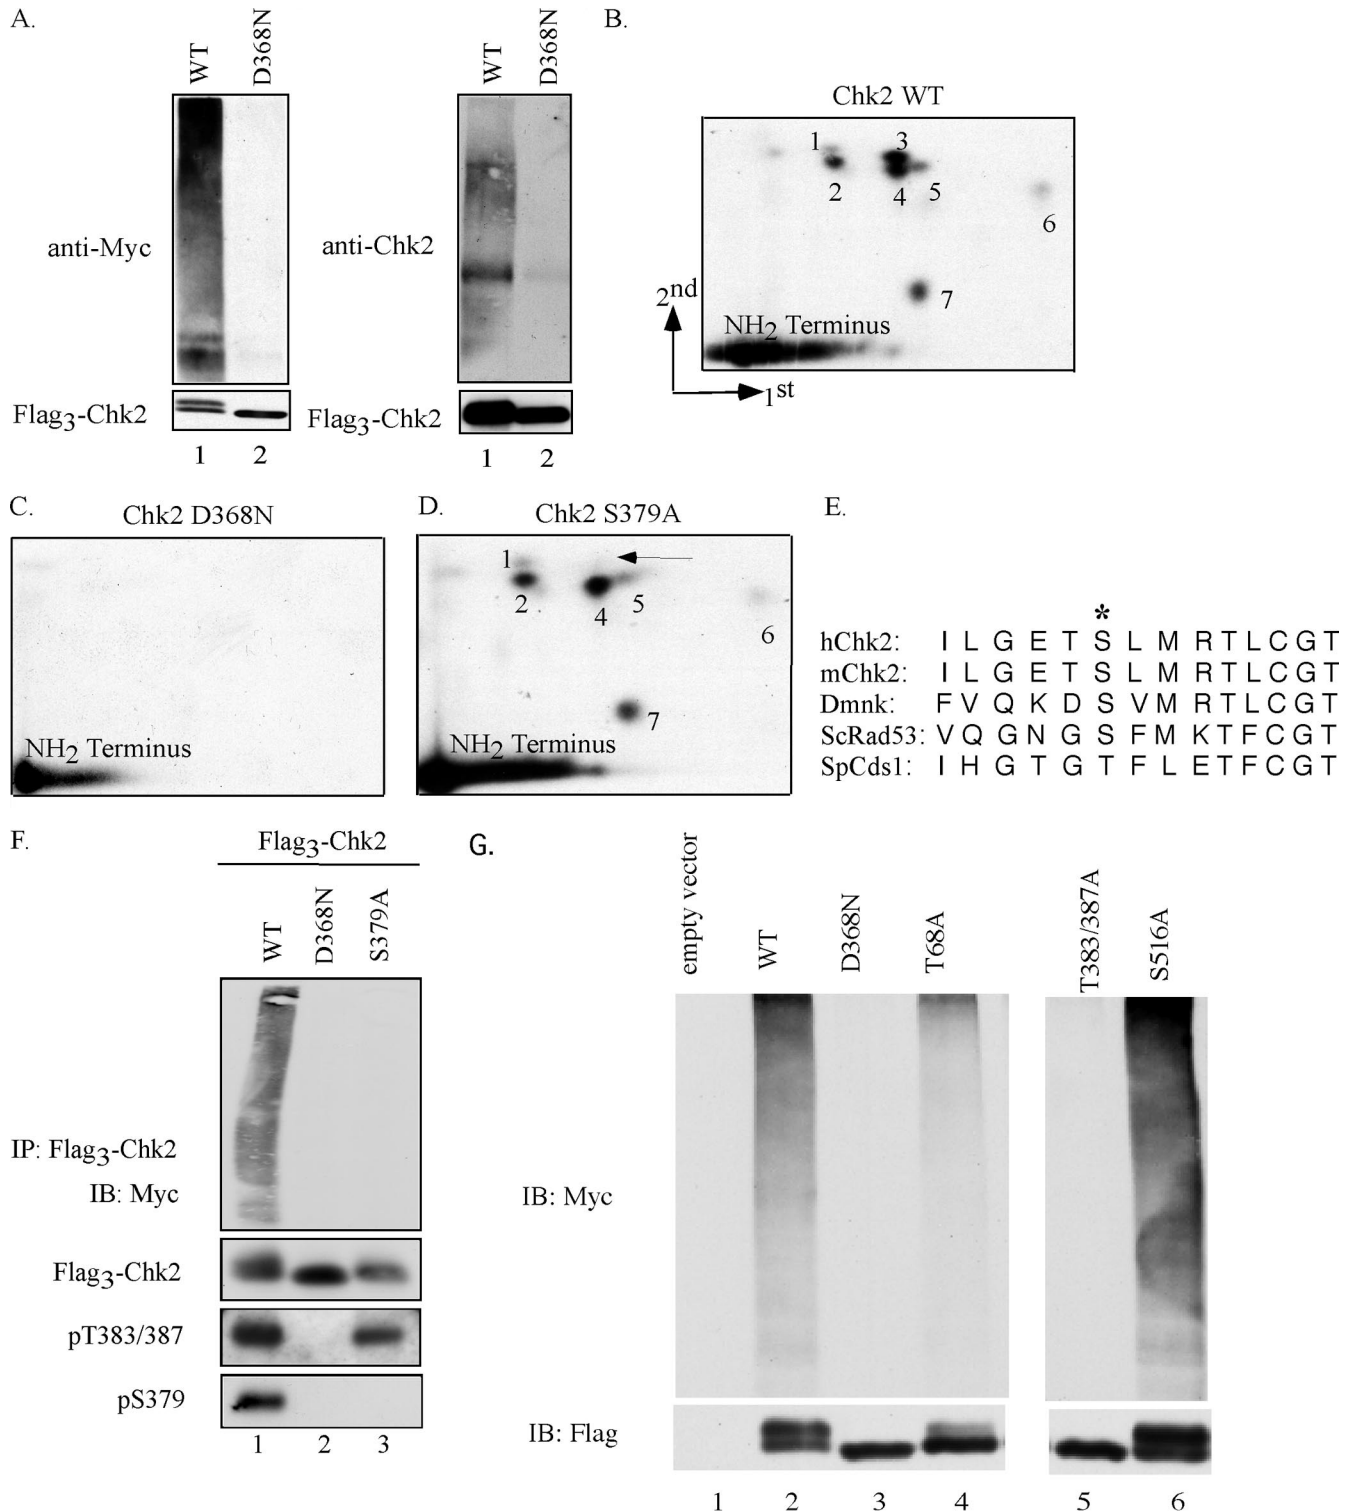 A.
WT
D368N
WT
D368N
anti-Myc
anti-Chk2
Flag3-Chk2
Flag3-Chk2
1 2
1 2
B.
Chk2 WT
1
3
2
4
5
6
7
NH2 Terminus
2nd
1st
C.
Chk2 D368N
NH2 Terminus
D.
Chk2 S379A
1
2
4
5
6
7
NH2 Terminus
E.
*
hChk2: I L G E T S L M R T L C G T
mChk2: I L G E T S L M R T L C G T
Dmnk: F V Q K D S V M R T L C G T
ScRad53: V Q G N G S F M K T F C G T
SpCds1: I H G T G T F L E T F C G T
F.
Flag3-Chk2
WT
D368N
S379A
IP: Flag3-Chk2
IB: Myc
Flag3-Chk2
pT383/387
pS379
1 2 3
G.
empty vector
WT
D368N
T68A
T383/387A
S516A
IB: Myc
IB: Flag
1 2 3 4 5 6